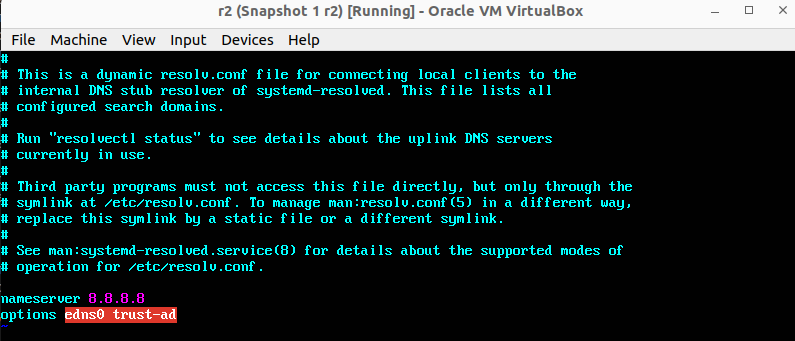 r2 (Snapshot 1 r2) [Running] - Oracle VM VirtualBox
File Machine View Input Devices Help
#
# This is a dynamic resolv.conf file for connecting local clients to the
# internal DNS stub resolver of systemd-resolved. This file lists all
# configured search domains.
#
# Run "resolvectl status" to see details about the uplink DNS servers
# currently in use.
#
# Third party programs must not access this file directly, but only through the
# symlink at /etc/resolv.conf. To manage man:resolv.conf(5) in a different way,
# replace this symlink by a static file or a different symlink.
#
# See man:systemd-resolved.service(8) for details about the supported modes of
# operation for /etc/resolv.conf.

nameserver 8.8.8.8
options edns0 trust-ad
~